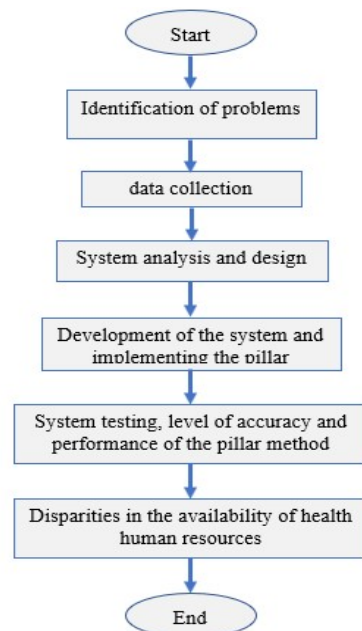 Start
Identification of problems
data collection
System analysis and design
Development of the system and
implementing the pillar
System testing, level of accuracy and
performance of the pillar method
Disparities in the availability of health
human resources
End